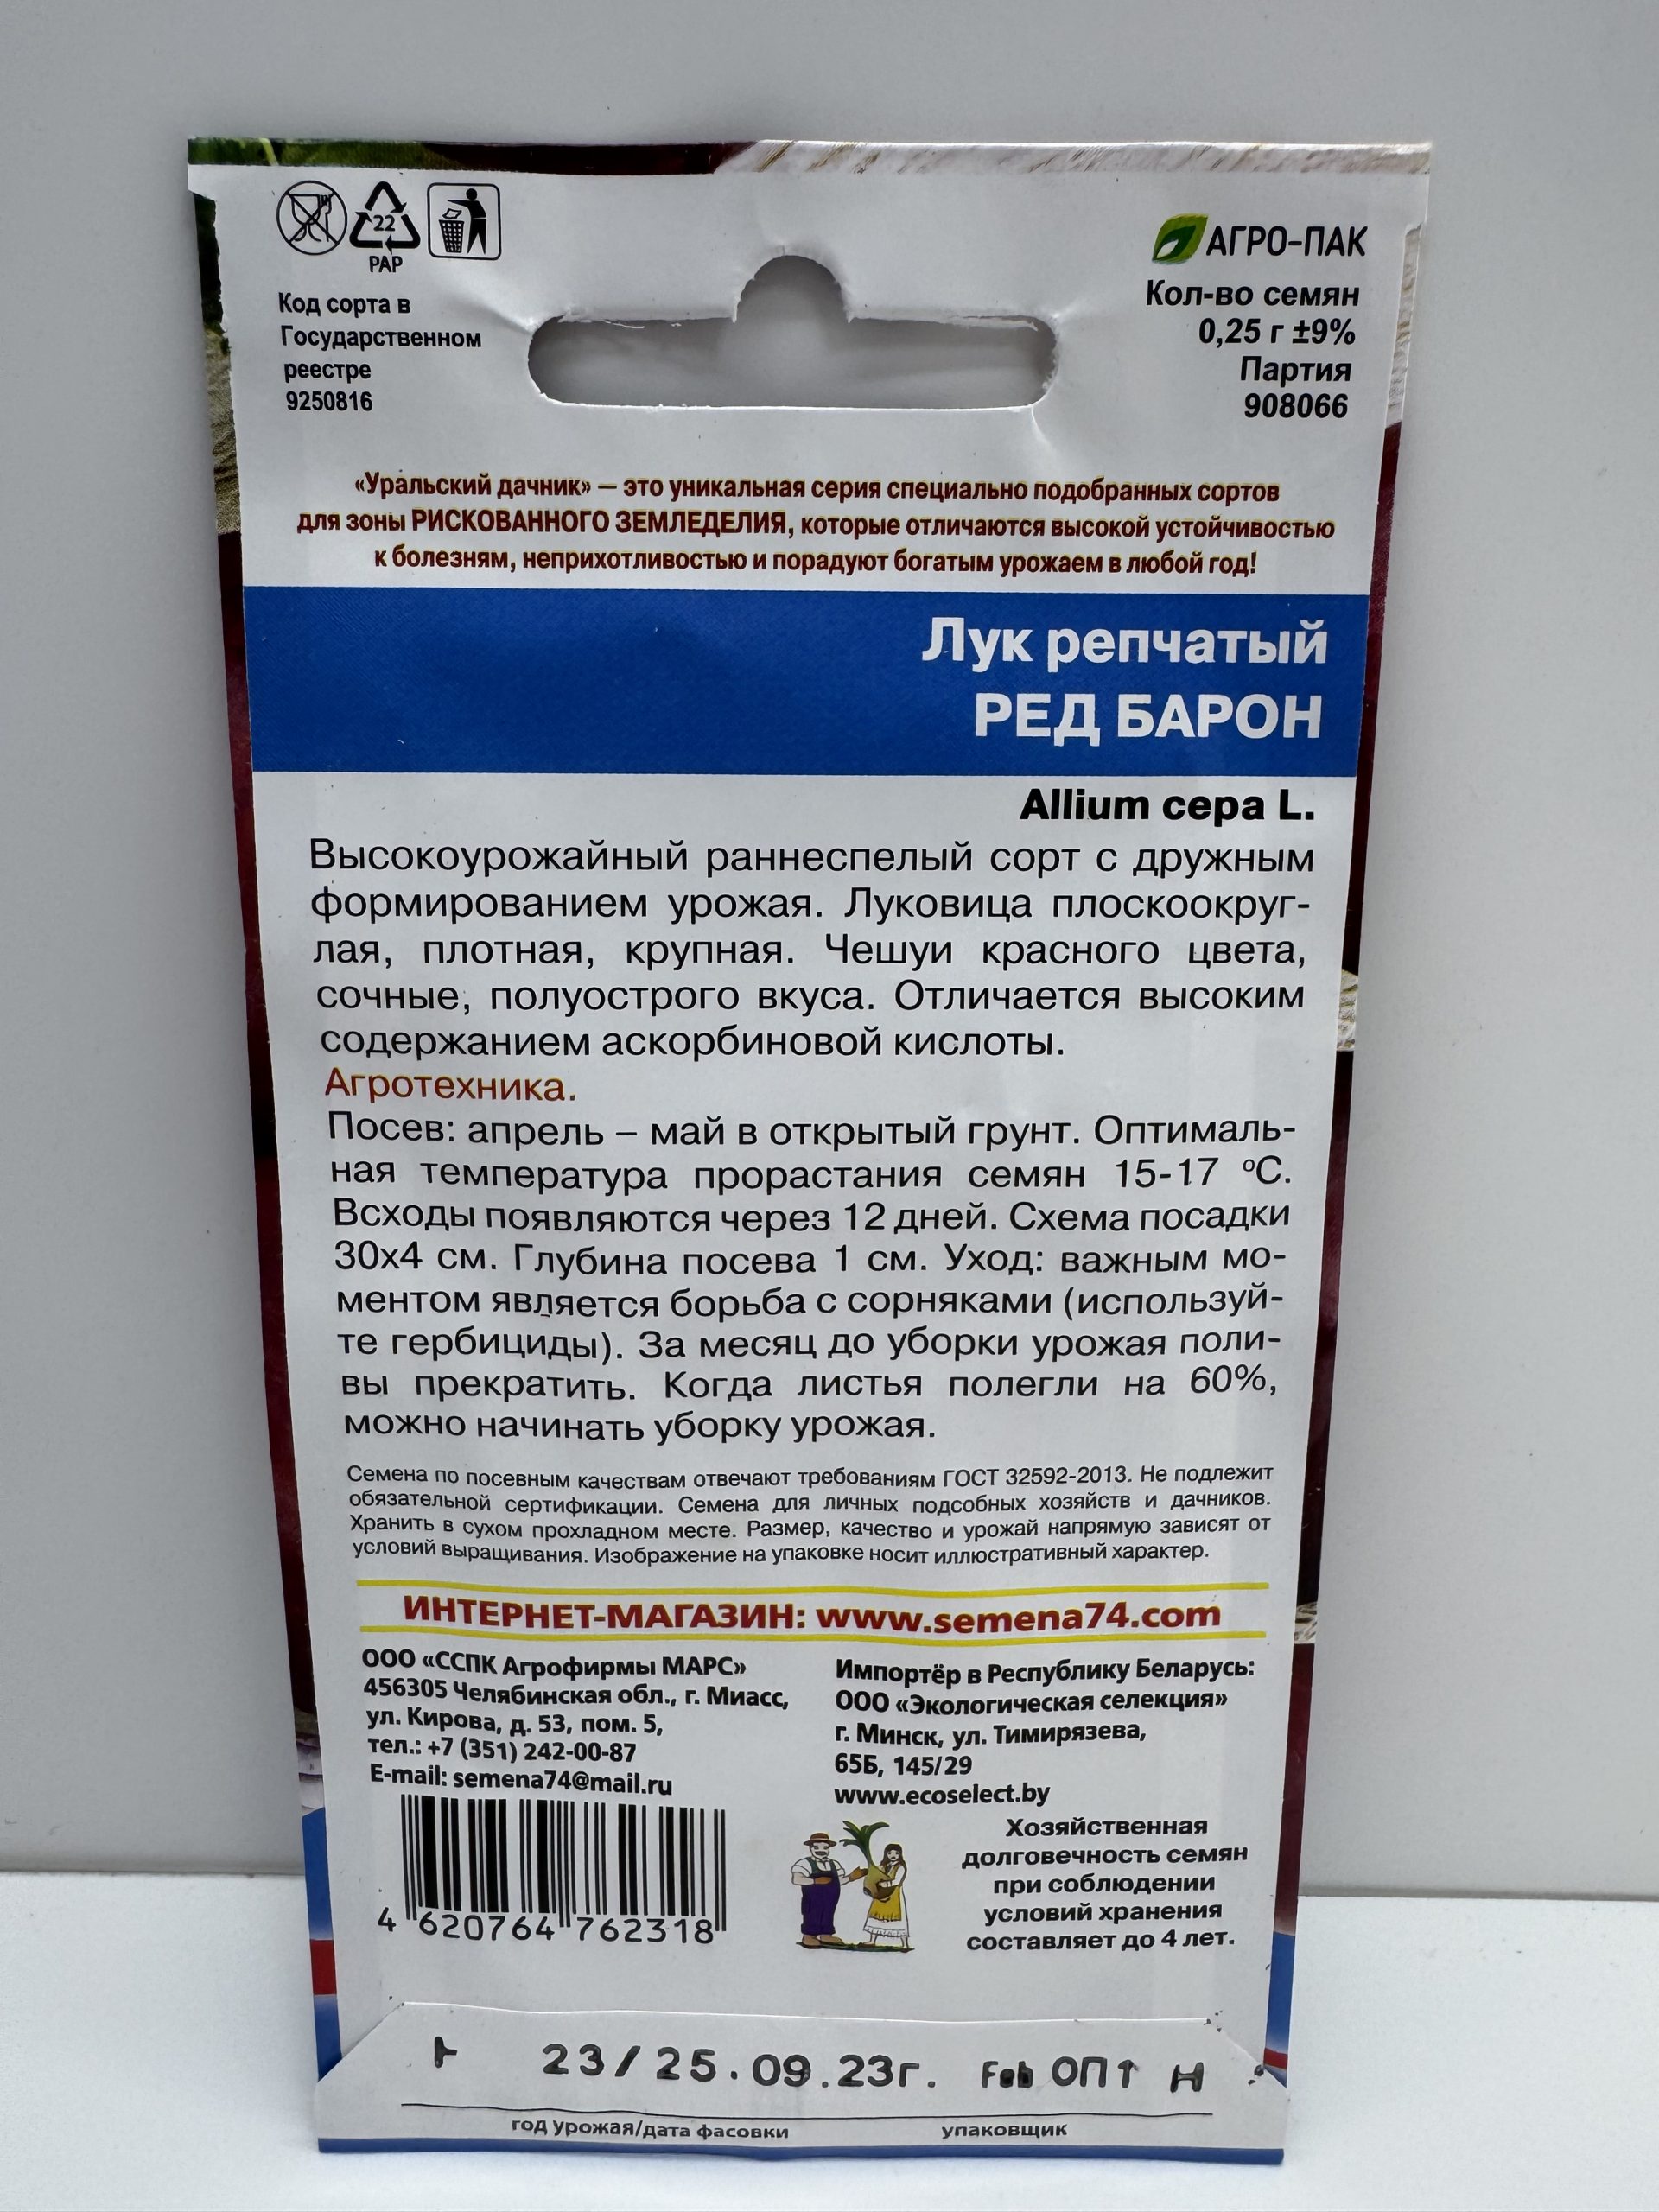 22
PAP
Код сорта в
Государственном
реестре
9250816
АГРО-ПАК
Кол-во семян
0,25 г ±9%
Партия
908066
«Уральский дачник» — это уникальная серия специально подобранных сортов
для зоны РИСКОВАННОГО ЗЕМЛЕДЕЛИЯ, которые отличаются высокой устойчивостью
к болезням, неприхотливостью и порадуют богатым урожаем в любой год!
Лук репчатый
РЕД БАРОН
Allium cepa L.
Высокоурожайный раннеспелый сорт с дружным
формированием урожая. Луковица плоскоокруг-
лая, плотная, крупная. Чешуи красного цвета,
сочные, полуострого вкуса. Отличается высоким
содержанием аскорбиновой кислоты.
Агротехника.
Посев: апрель – май в открытый грунт. Оптималь-
ная температура прорастания семян 15-17 ºС.
Всходы появляются через 12 дней. Схема посадки
30х4 см. Глубина посева 1 см. Уход: важным мо-
ментом является борьба с сорняками (используй-
те гербициды). За месяц до уборки урожая поли-
вы прекратить. Когда листья полегли на 60%,
можно начинать уборку урожая.
Семена по посевным качествам отвечают требованиям ГОСТ 32592-2013. Не подлежит
обязательной сертификации. Семена для личных подсобных хозяйств и дачников.
Хранить в сухом прохладном месте. Размер, качество и урожай напрямую зависят от
условий выращивания. Изображение на упаковке носит иллюстративный характер.
ИНТЕРНЕТ-МАГАЗИН: www.semena74.com
ООО «ССПК Агрофирмы МАРС»
456305 Челябинская обл., г. Миасс,
ул. Кирова, д. 53, пом. 5,
тел.: +7 (351) 242-00-87
E-mail: semena74@mail.ru
Импортёр в Республику Беларусь:
ООО «Экологическая селекция»
г. Минск, ул. Тимирязева,
65Б, 145/29
www.ecoselect.by
4 620764 762318
Хозяйственная
долговечность семян
при соблюдении
условий хранения
составляет до 4 лет.
23/25.09.23г.
год урожая/дата фасовки
упаковщик